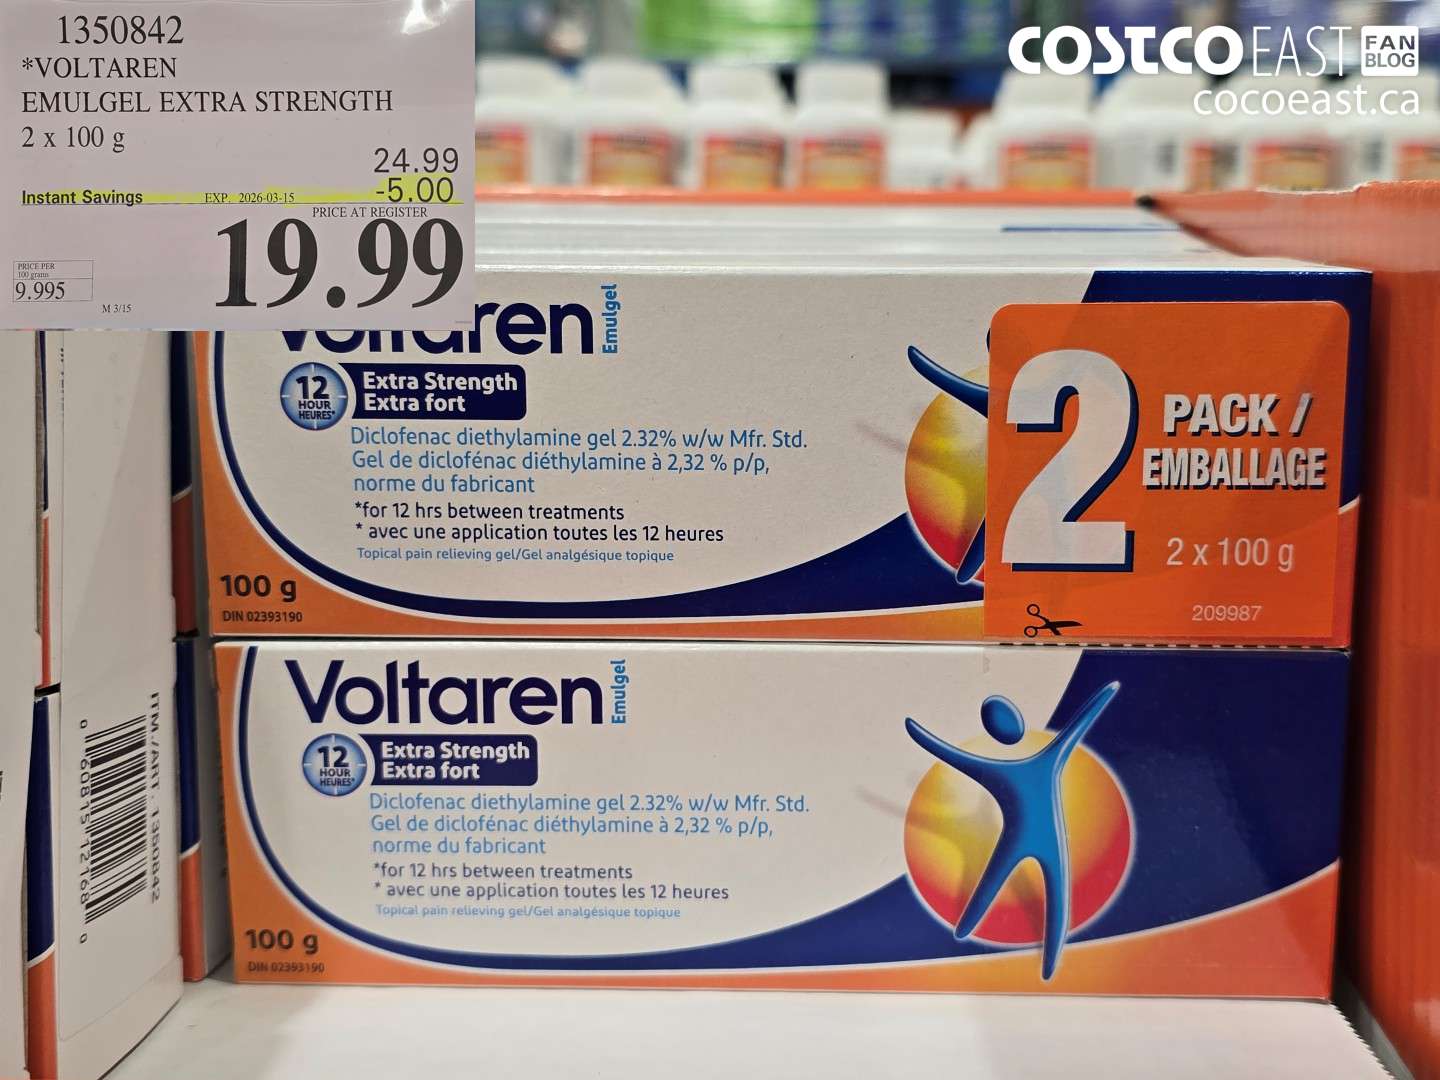 1350842
*VOLTAREN
EMULGEL EXTRA STRENGTH
2 x 100 g
24.99
Instant Savings EXP. 2026-03-15 -5.00
PRICE AT REGISTER
19.99
PRICE PER
100 grams
9.995
M 3/15
COSTCO EAST FAN BLOG
cocoeast.ca
Voltaren Emulgel
12 HOUR HEURES*
Extra Strength
Extra fort
Diclofenac diethylamine gel 2.32% w/w Mfr. Std.
Gel de diclofénac diéthylamine à 2,32 % p/p,
norme du fabricant
*for 12 hrs between treatments
* avec une application toutes les 12 heures
Topical pain relieving gel/Gel analgésique topique
100 g
DIN 02393190
2 PACK /
EMBALLAGE
2 x 100 g
209987
Voltaren Emulgel
12 HOUR HEURES*
Extra Strength
Extra fort
Diclofenac diethylamine gel 2.32% w/w Mfr. Std.
Gel de diclofénac diéthylamine à 2,32 % p/p,
norme du fabricant
*for 12 hrs between treatments
* avec une application toutes les 12 heures
Topical pain relieving gel/Gel analgésique topique
100 g
DIN 02393190
ITM./ART. 1350842
0 60815 12168 0